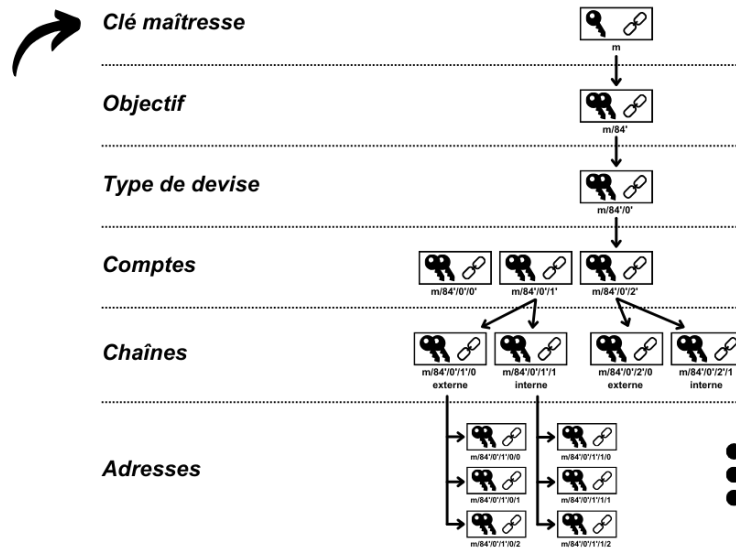 Clé maîtresse
m
Objectif
m/84'
Type de devise
m/84'/0'
Comptes
m/84'/0'/0'
m/84'/0'/1'
m/84'/0'/2'
Chaînes
m/84'/0'/1'/0
externe
m/84'/0'/1'/1
interne
m/84'/0'/2'/0
externe
m/84'/0'/2'/1
interne
Adresses
m/84'/0'/1'/0/0
m/84'/0'/1'/1/0
m/84'/0'/1'/0/1
m/84'/0'/1'/1/1
m/84'/0'/1'/0/2
m/84'/0'/1'/1/2